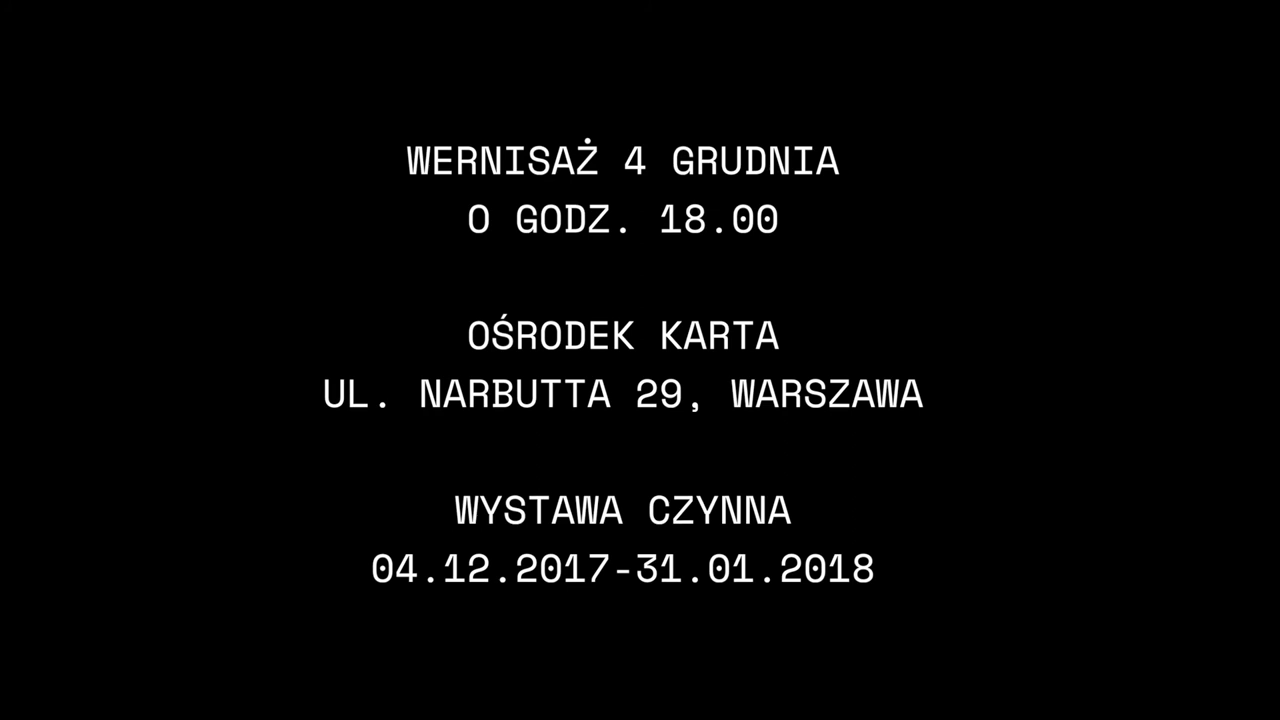 WERNISAŻ 4 GRUDNIA
O GODZ. 18.00
OŚRODEK KARTA
UL. NARBUTTA 29, WARSZAWA
WYSTAWA CZYNNA
04.12.2017-31.01.2018